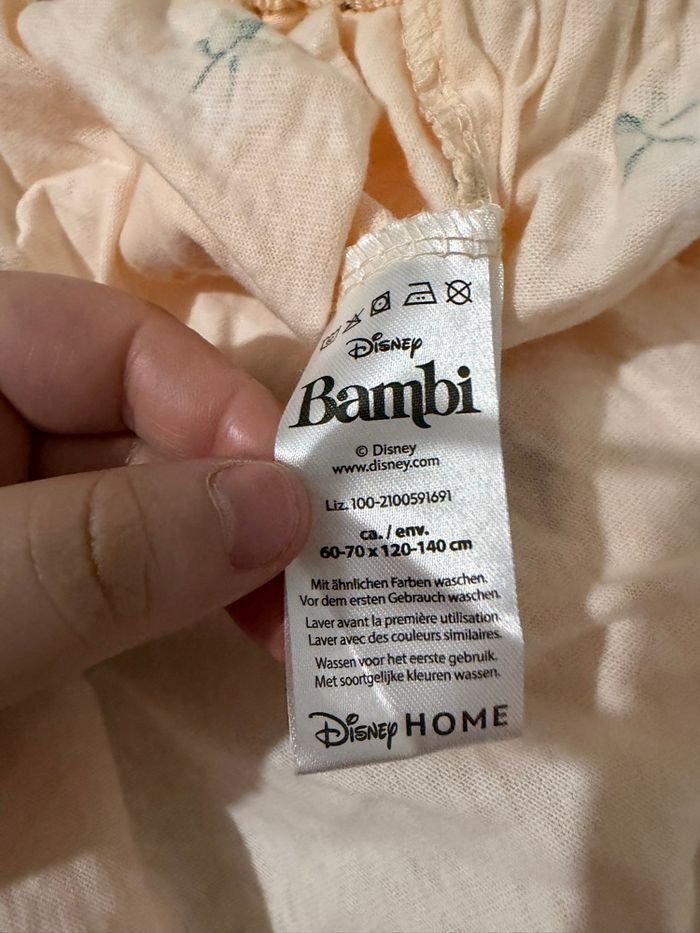 Disney
Bambi
© Disney
www.disney.com
Liz. 100-2100591691
ca. / env.
60-70 x 120-140 cm
Mit ähnlichen Farben waschen.
Vor dem ersten Gebrauch waschen.
Laver avant la première utilisation
Laver avec des couleurs similaires.
Wassen voor het eerste gebruik.
Met soortgelijke kleuren wassen.
Disney HOME